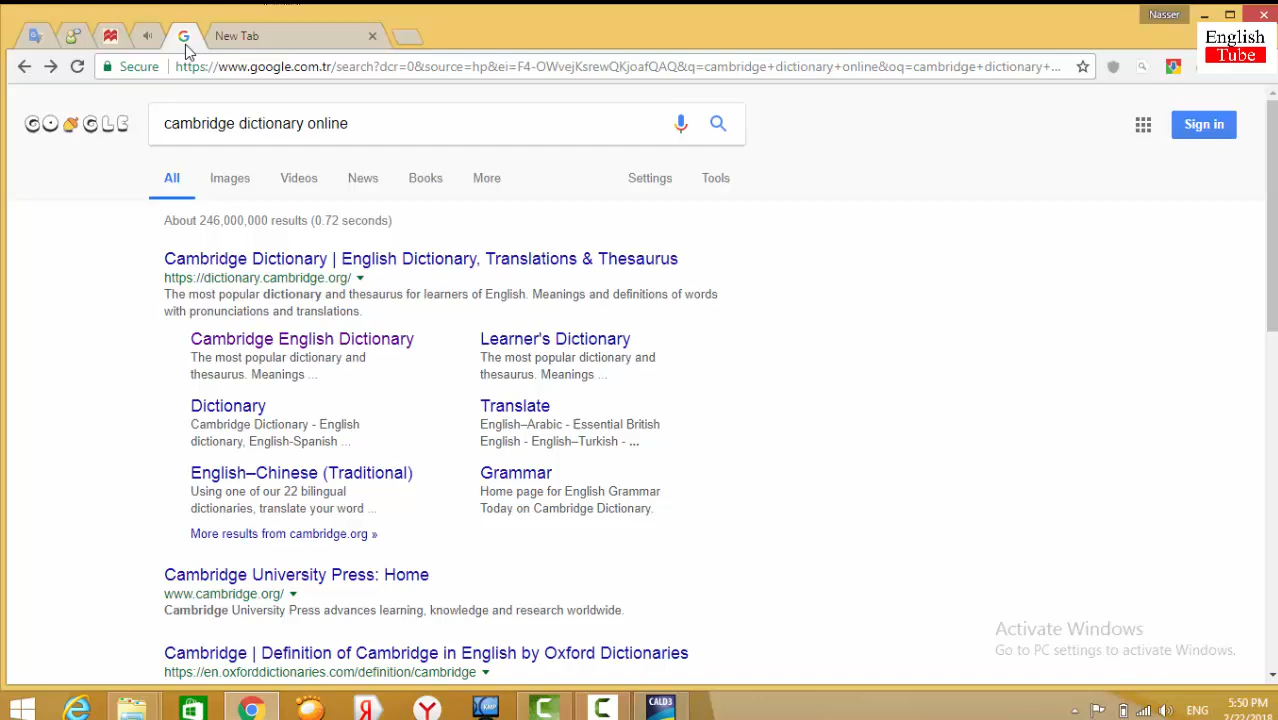 Nasser
English
Tube
New Tab
Secure
https://www.google.com.tr/search?dcr=0&source=hp&ei=F4r0WvejKsrewQKjoafQAQ&q=cambridge+dictionary+online&oq=cambridge+dictionary+...
GO GLE
cambridge dictionary online
Sign in
All Images Videos News Books More Settings Tools
About 246,000,000 results (0.72 seconds)
Cambridge Dictionary | English Dictionary, Translations & Thesaurus
https://dictionary.cambridge.org/
The most popular dictionary and thesaurus for learners of English. Meanings and definitions of words
with pronunciations and translations.
Cambridge English Dictionary
The most popular dictionary and
thesaurus. Meanings ...
Learner's Dictionary
The most popular dictionary and
thesaurus. Meanings ...
Dictionary
Cambridge Dictionary - English
dictionary, English-Spanish ...
Translate
English–Arabic - Essential British
English - English–Turkish - ...
English–Chinese (Traditional)
Using one of our 22 bilingual
dictionaries, translate your word ...
Grammar
Home page for English Grammar
Today on Cambridge Dictionary.
More results from cambridge.org »
Cambridge University Press: Home
www.cambridge.org/
Cambridge University Press advances learning, knowledge and research worldwide.
Cambridge | Definition of Cambridge in English by Oxford Dictionaries
https://en.oxforddictionaries.com/definition/cambridge
Activate Windows
Go to PC settings to activate Windows.
KMP
CALD3
ENG
5:50 PM
2/22/2018